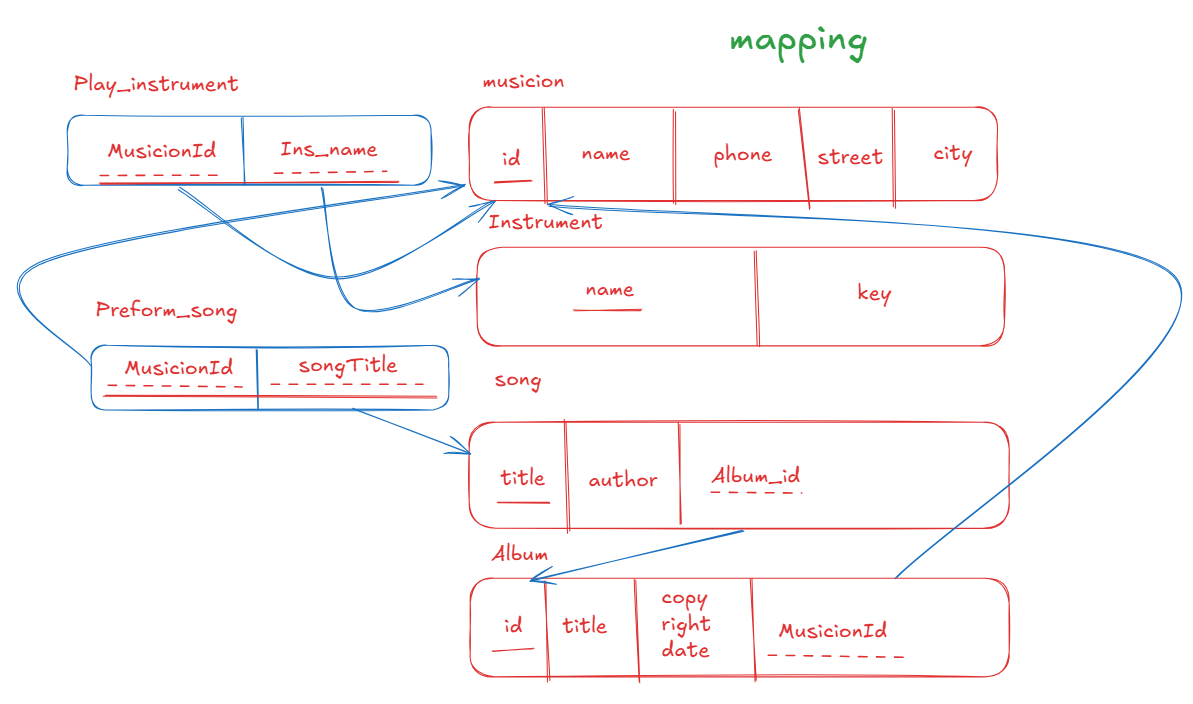 mapping
Play_instrument
MusicionId Ins_name
musicion
id name phone street city
Instrument
name key
Preform_song
MusicionId songTitle
song
title author Album_id
Album
id title copy right date MusicionId